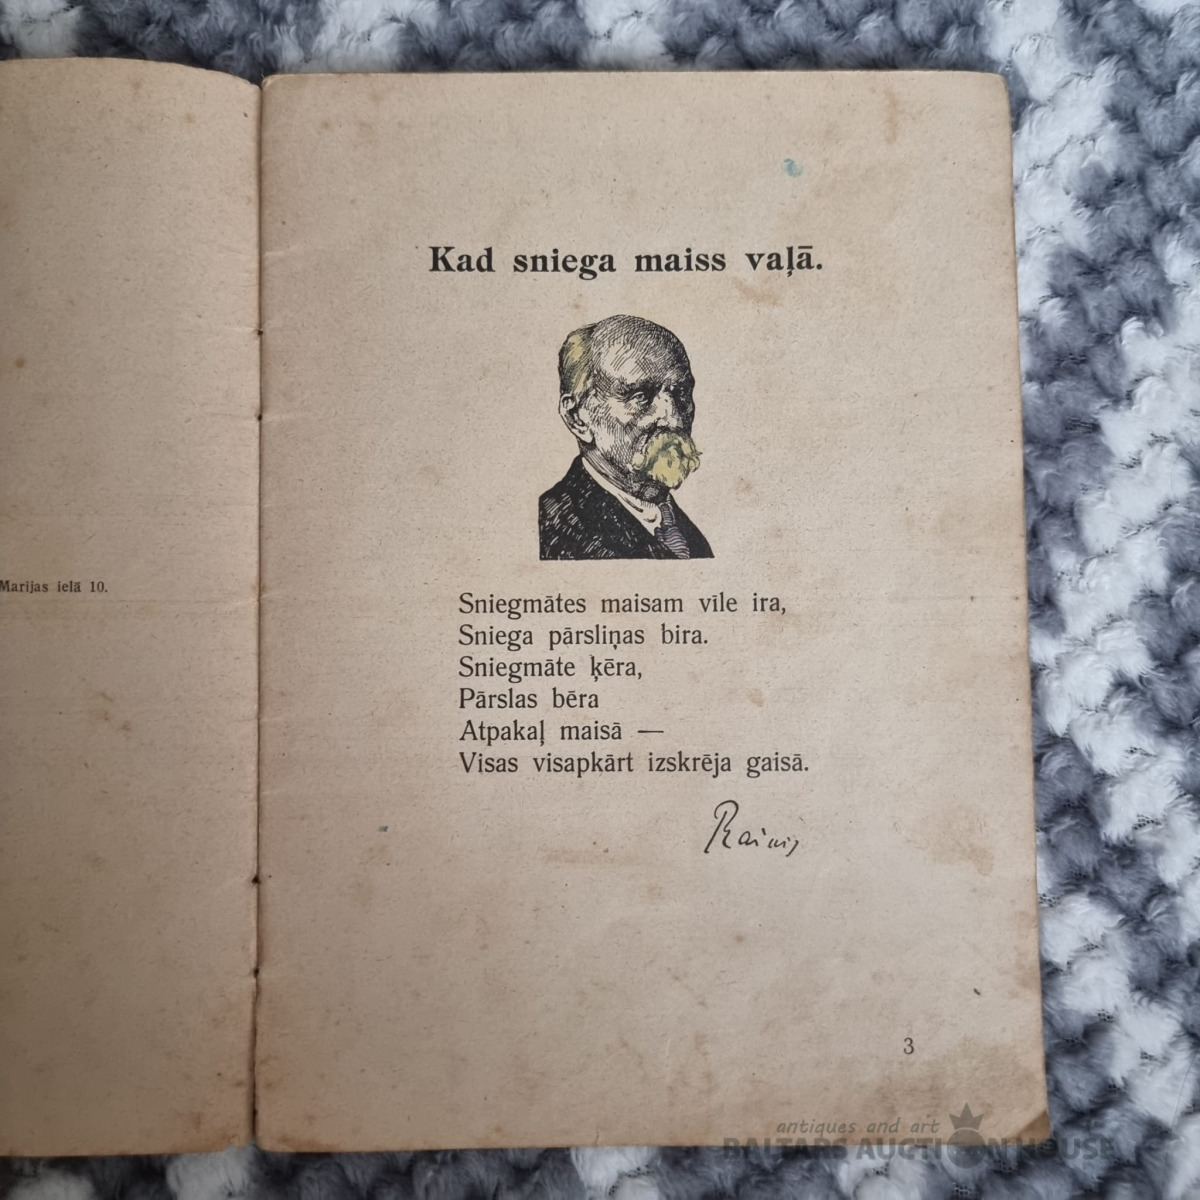 Marijas ielā 10.
Kad sniega maiss vaļā.
Sniegmātes maisam vīle ira,
Sniega pārsliņas bira.
Sniegmāte ķēra,
Pārslas bēra
Atpakaļ maisā —
Visas visapkārt izskrēja gaisā.
Rainis
3
antiques and art
BALTARS AUCTION HOUSE